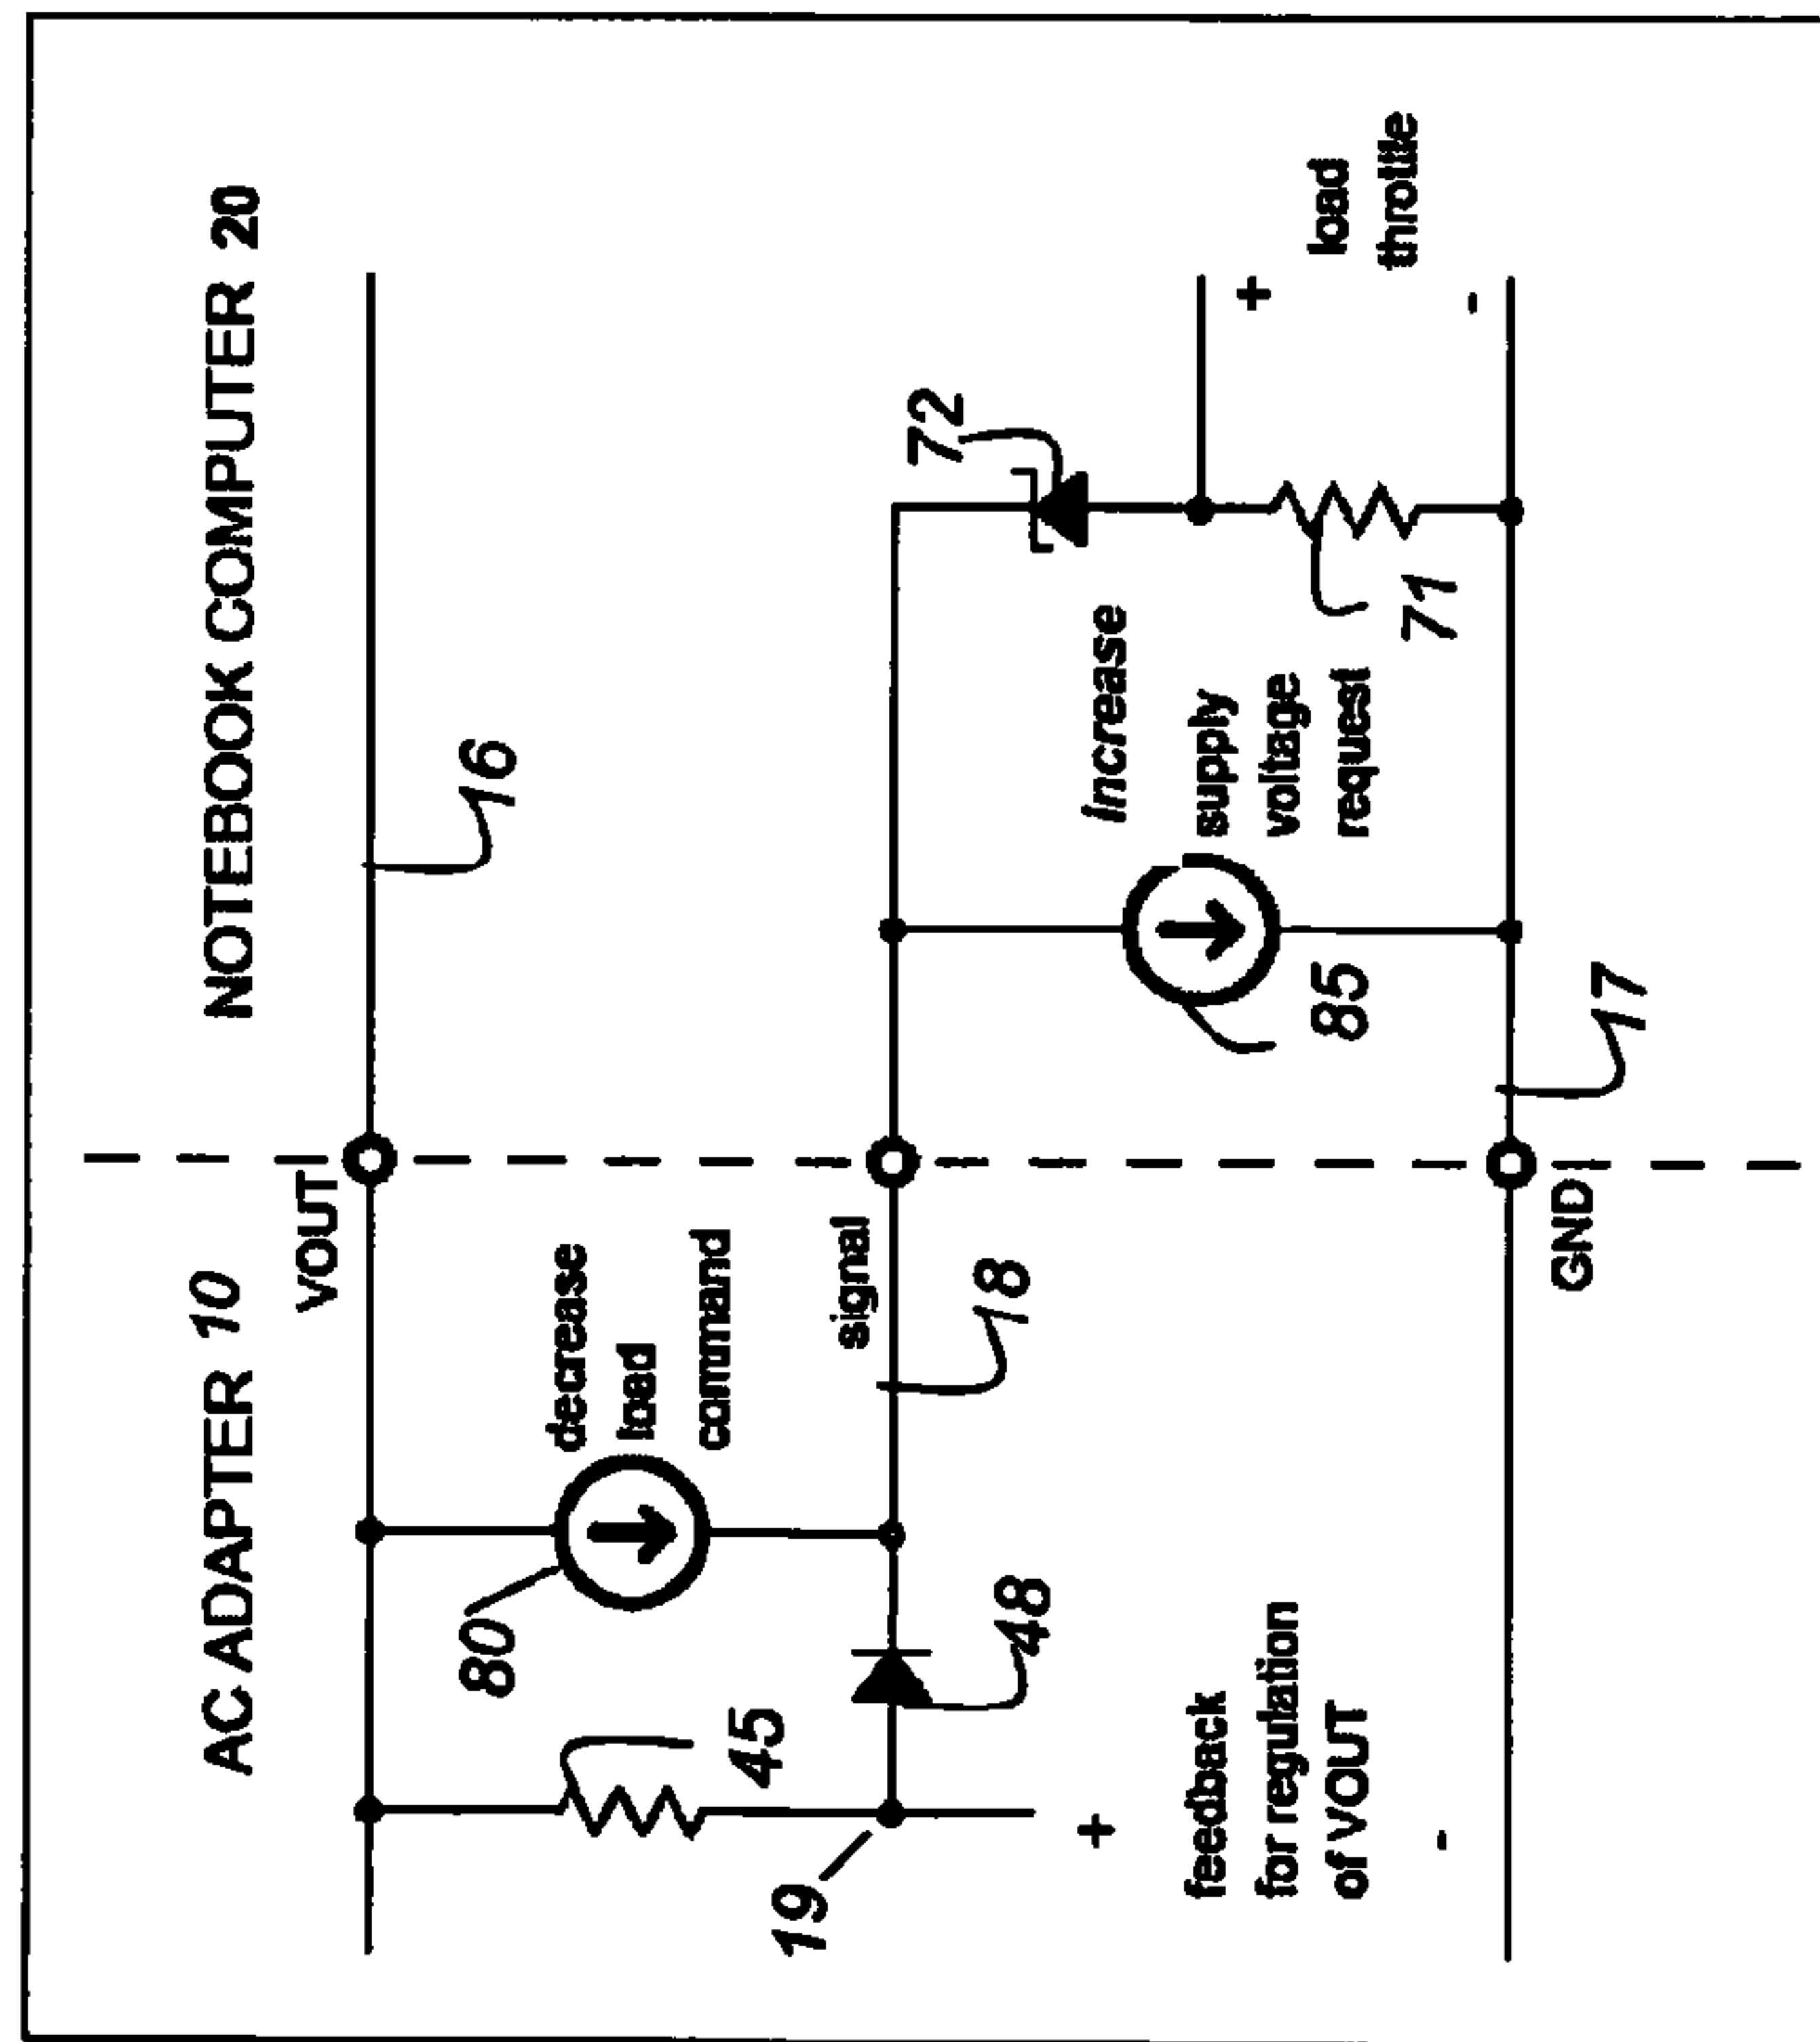 AC ADAPTER 10
NOTEBOOK COMPUTER 20
VOUT
16
80
decrease
load
command
45
19
signal
18
48
72
Increase
supply
voltage
request
85
71
+
load
throttle
-
+
feedback
for regulation
of VOUT
-
GND
17